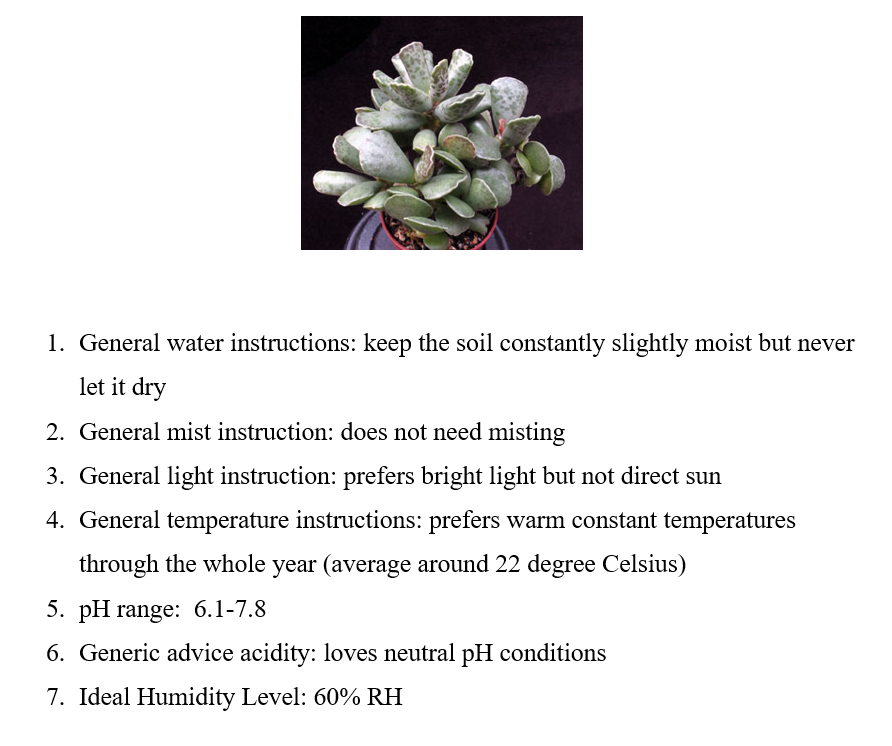 1. General water instructions: keep the soil constantly slightly moist but never
let it dry
2. General mist instruction: does not need misting
3. General light instruction: prefers bright light but not direct sun
4. General temperature instructions: prefers warm constant temperatures
through the whole year (average around 22 degree Celsius)
5. pH range:  6.1-7.8
6. Generic advice acidity: loves neutral pH conditions
7. Ideal Humidity Level: 60% RH